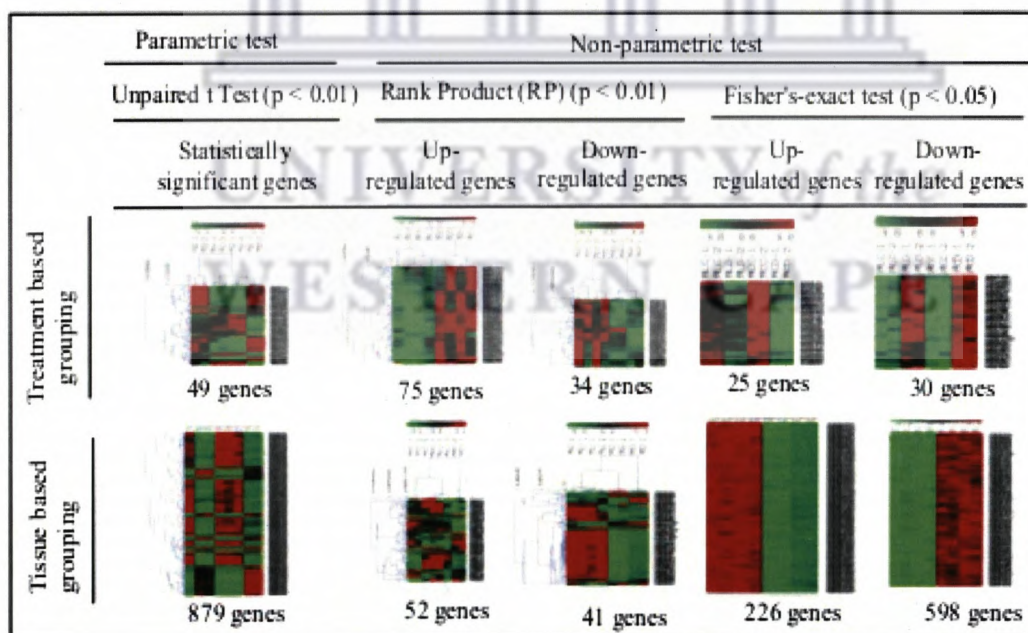 Parametric test
Non-parametric test
Unpaired t Test (p < 0.01)
Rank Product (RP) (p < 0.01)
Fisher's-exact test (p < 0.05)
Statistically
significant genes
Up-
regulated genes
Down-
regulated genes
Up-
regulated genes
Down-
regulated genes
UNIVERSITY of the
WESTERN CAPE
Treatment based
grouping
49 genes
75 genes
34 genes
25 genes
30 genes
Tissue based
grouping
879 genes
52 genes
41 genes
226 genes
598 genes